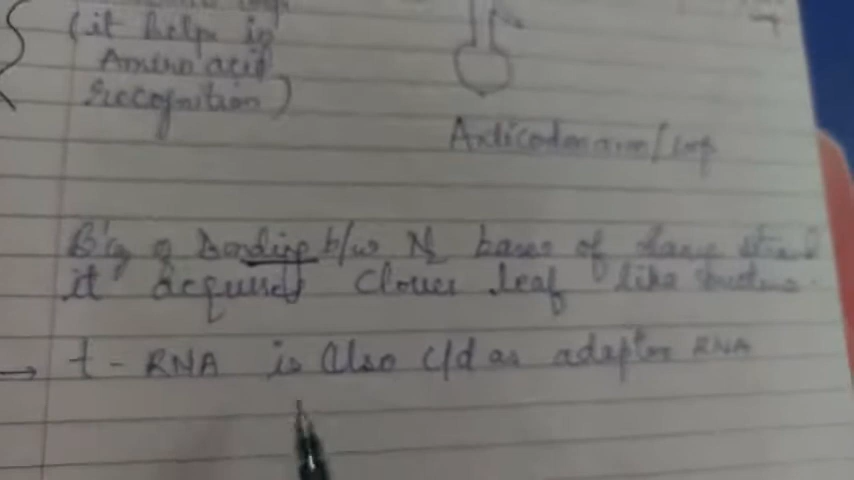 (it helps in
Amino acid
recognition)
Anticodon arm/loop
B'cz of bonding b/w N2 bases of same strand
it acquires clover leaf like structure.
→ t-RNA is also c/d as adaptor RNA